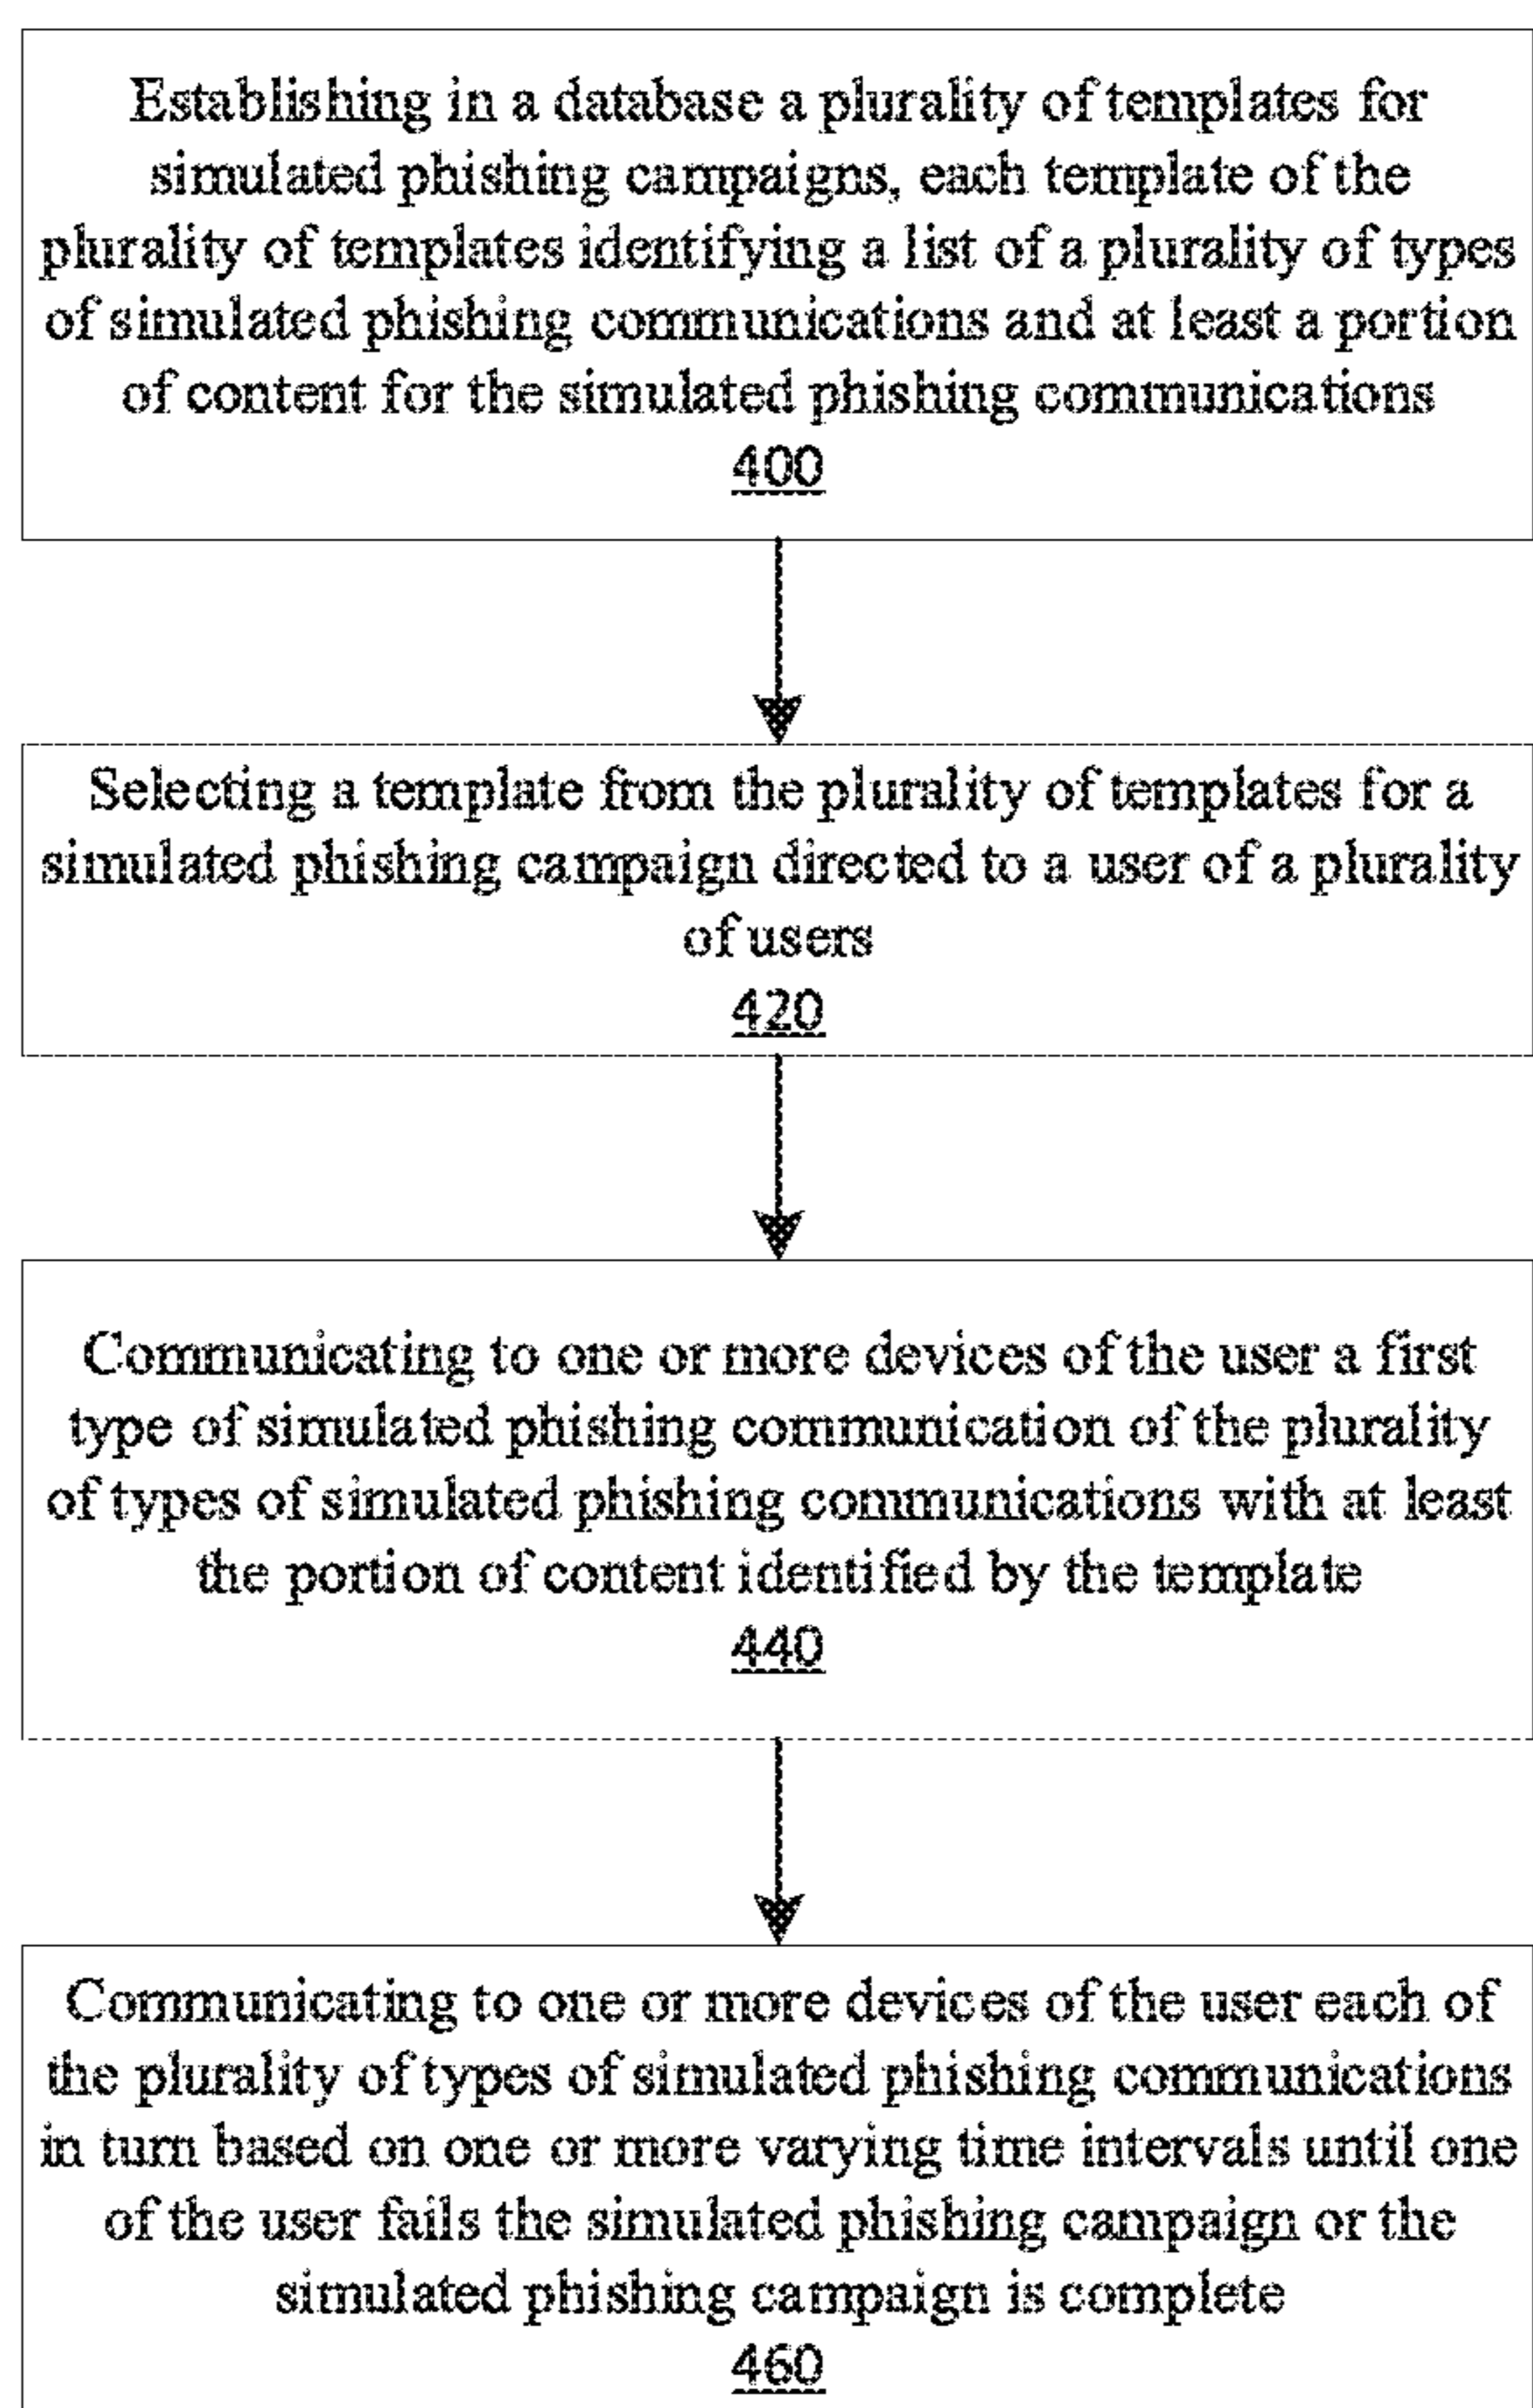 Establishing in a database a plurality of templates for
simulated phishing campaigns, each template of the
plurality of templates identifying a list of a plurality of types
of simulated phishing communications and at least a portion
of content for the simulated phishing communications
400
Selecting a template from the plurality of templates for a
simulated phishing campaign directed to a user of a plurality
of users
420
Communicating to one or more devices of the user a first
type of simulated phishing communication of the plurality
of types of simulated phishing communications with at least
the portion of content identified by the template
440
Communicating to one or more devices of the user each of
the plurality of types of simulated phishing communications
in turn based on one or more varying time intervals until one
of the user fails the simulated phishing campaign or the
simulated phishing campaign is complete
460